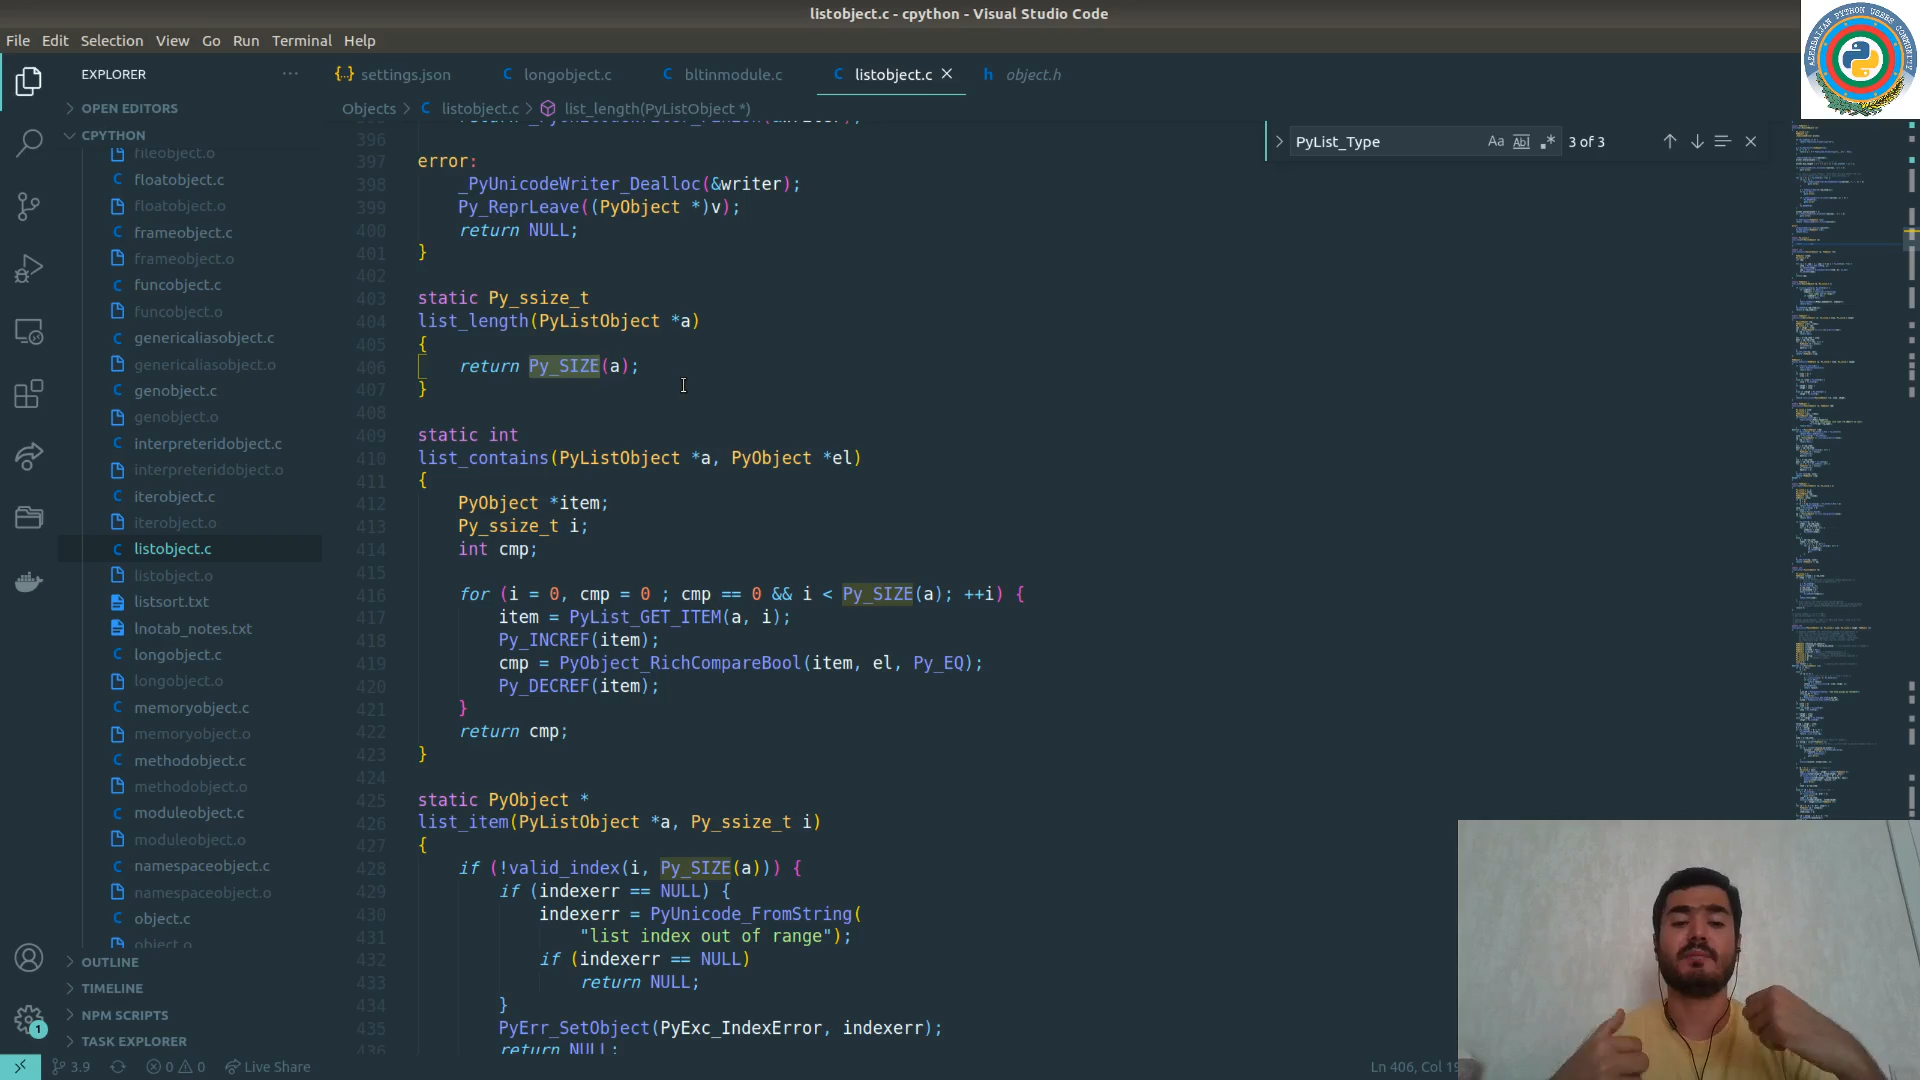 listobject.c - cpython - Visual Studio Code
File Edit Selection View Go Run Terminal Help
AZERBAIJAN PYTHON USERS COMMUNITY
EXPLORER
settings.json longobject.c bltinmodule.c listobject.c object.h
OPEN EDITORS
Objects > listobject.c > list_length(PyListObject *)
CPYTHON
PyList_Type Aa Abl .* 3 of 3
fileobject.o
floatobject.c
floatobject.o
frameobject.c
frameobject.o
funcobject.c
funcobject.o
genericaliasobject.c
genericaliasobject.o
genobject.c
genobject.o
interpreteridobject.c
interpreteridobject.o
iterobject.c
iterobject.o
listobject.c
listobject.o
listsort.txt
lnotab_notes.txt
longobject.c
longobject.o
memoryobject.c
memoryobject.o
methodobject.c
methodobject.o
moduleobject.c
moduleobject.o
namespaceobject.c
namespaceobject.o
object.c
object.o
OUTLINE
TIMELINE
NPM SCRIPTS
TASK EXPLORER
396
397 error:
398 _PyUnicodeWriter_Dealloc(&writer);
399 Py_ReprLeave((PyObject *)v);
400 return NULL;
401 }
402
403 static Py_ssize_t
404 list_length(PyListObject *a)
405 {
406 return Py_SIZE(a);
407 }
408
409 static int
410 list_contains(PyListObject *a, PyObject *el)
411 {
412 PyObject *item;
413 Py_ssize_t i;
414 int cmp;
415
416 for (i = 0, cmp = 0 ; cmp == 0 && i < Py_SIZE(a); ++i) {
417 item = PyList_GET_ITEM(a, i);
418 Py_INCREF(item);
419 cmp = PyObject_RichCompareBool(item, el, Py_EQ);
420 Py_DECREF(item);
421 }
422 return cmp;
423 }
424
425 static PyObject *
426 list_item(PyListObject *a, Py_ssize_t i)
427 {
428 if (!valid_index(i, Py_SIZE(a))) {
429 if (indexerr == NULL) {
430 indexerr = PyUnicode_FromString(
431 "list index out of range");
432 if (indexerr == NULL)
433 return NULL;
434 }
435 PyErr_SetObject(PyExc_IndexError, indexerr);
436 return NULL;
1
3.9 0 0 Live Share
Ln 406, Col